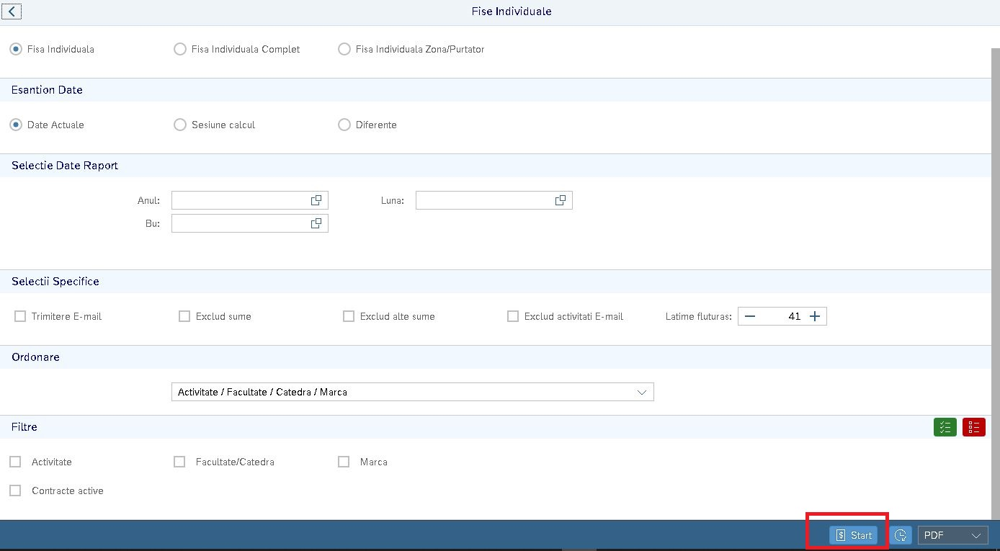 Fise Individuale
Fisa Individuala Fisa Individuala Complet Fisa Individuala Zona/Purtator
Esantion Date
Date Actuale Sesiune calcul Diferente
Selectie Date Raport
Anul: Luna:
Bu:
Selectii Specifice
Trimitere E-mail Exclud sume Exclud alte sume Exclud activitati E-mail Latime fluturas: 41
Ordonare
Activitate / Facultate / Catedra / Marca
Filtre
Activitate Facultate/Catedra Marca
Contracte active
Start PDF